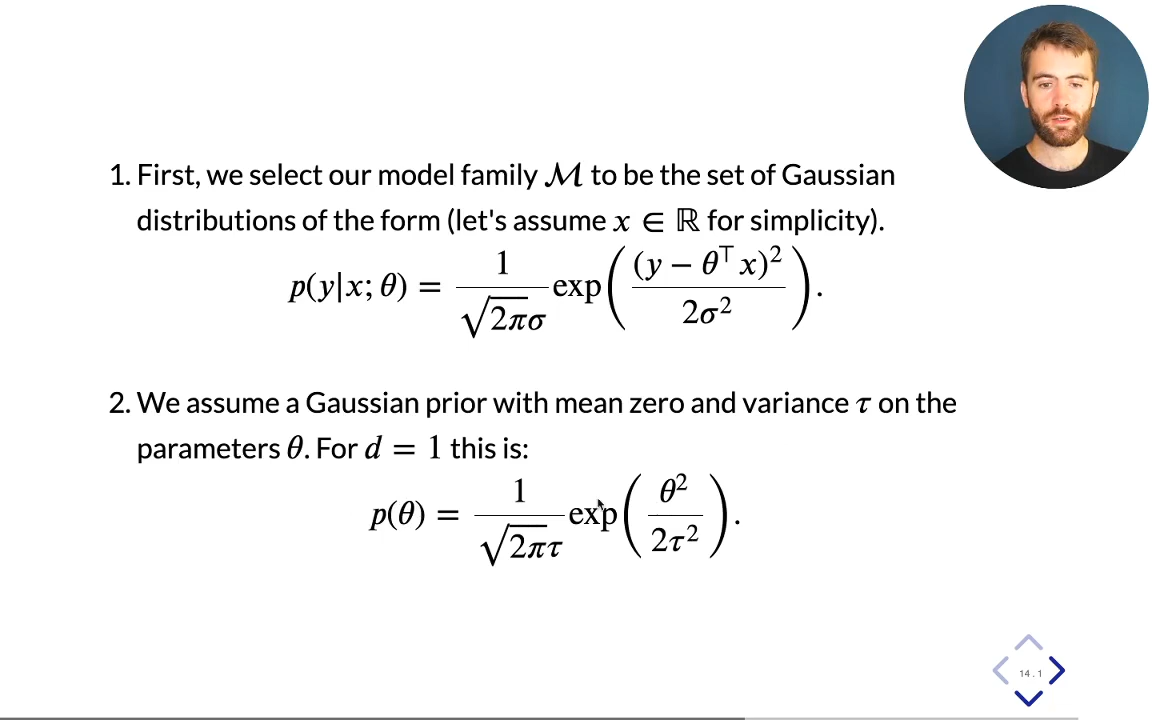 1. First, we select our model family ℳ to be the set of Gaussian
distributions of the form (let's assume x ∈ ℝ for simplicity).
p(y|x; θ) = 1/(√2π σ) exp( (y − θ⊤ x)² / 2σ² ).
2. We assume a Gaussian prior with mean zero and variance τ on the
parameters θ. For d = 1 this is:
p(θ) = 1/(√2π τ) exp( θ² / 2τ² ).
14 . 1